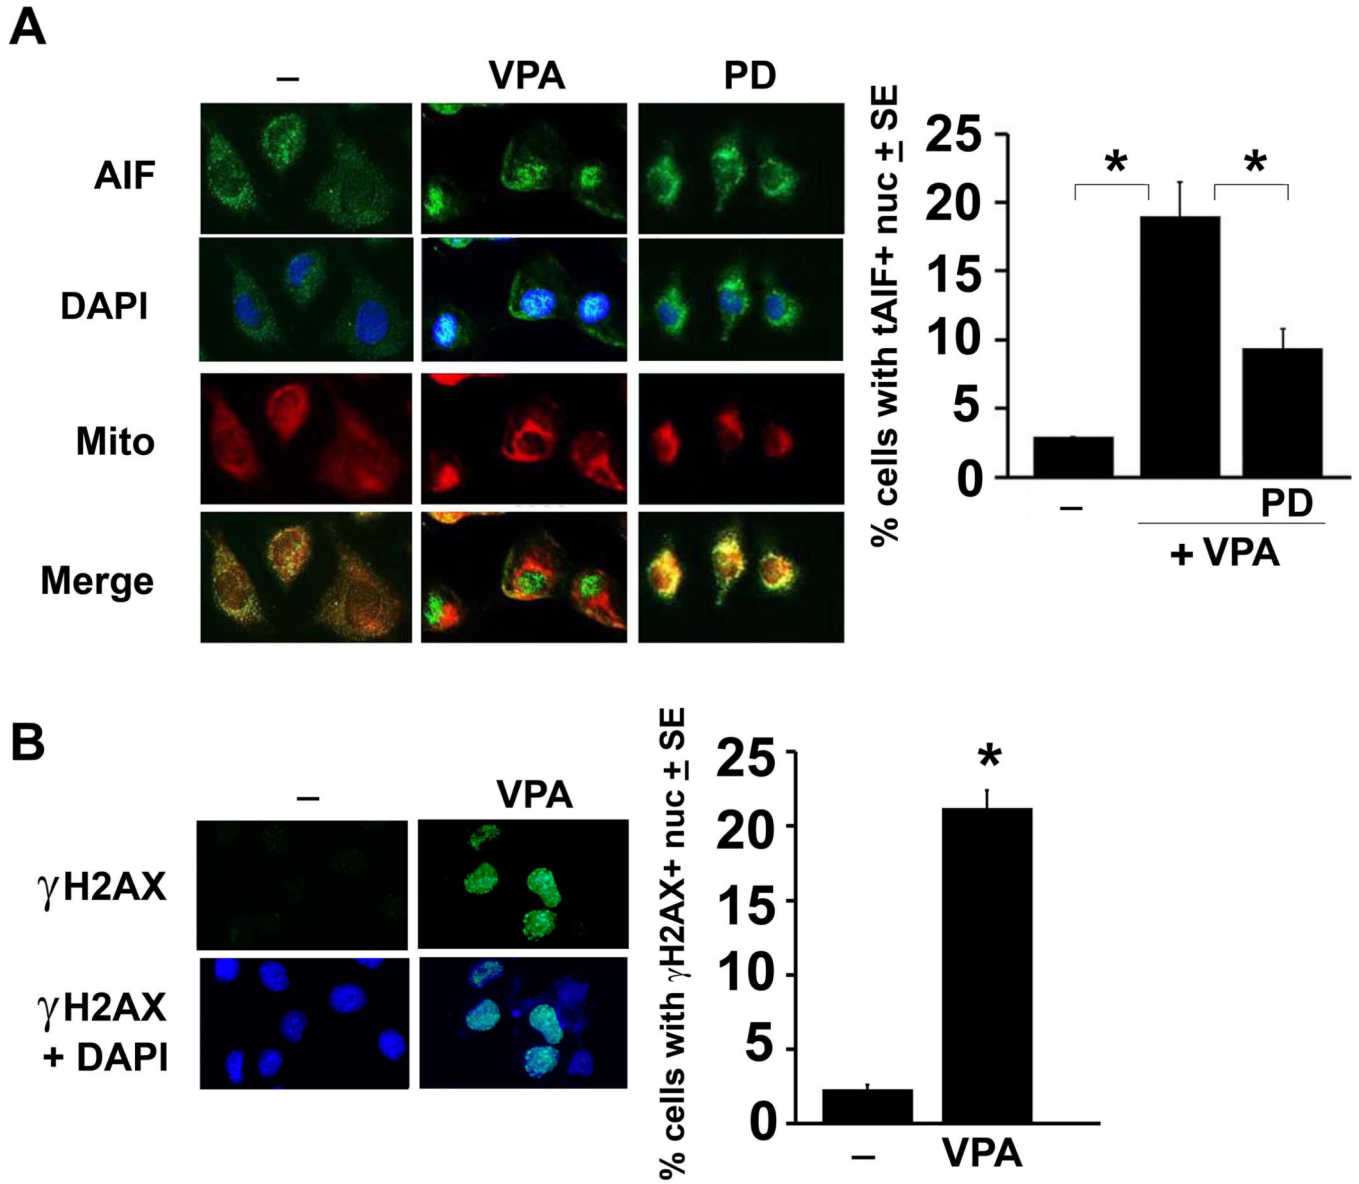 A
– VPA PD
AIF
DAPI
Mito
Merge
% cells with tAIF+ nuc ± SE
25
20
15
10
5
0
* *
– PD
+ VPA
B
– VPA
γH2AX
γH2AX
+ DAPI
% cells with γH2AX+ nuc ± SE
25
20
15
10
5
0
*
– VPA